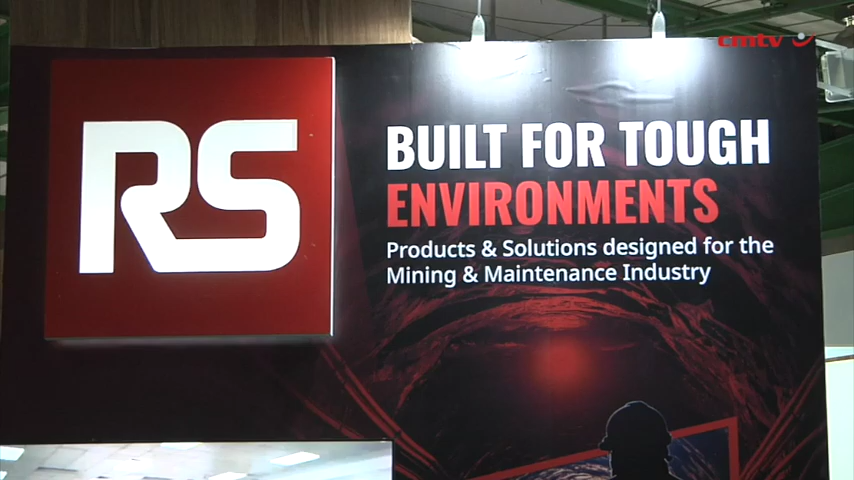 cmtv
RS
BUILT FOR TOUGH
ENVIRONMENTS
Products & Solutions designed for the
Mining & Maintenance Industry